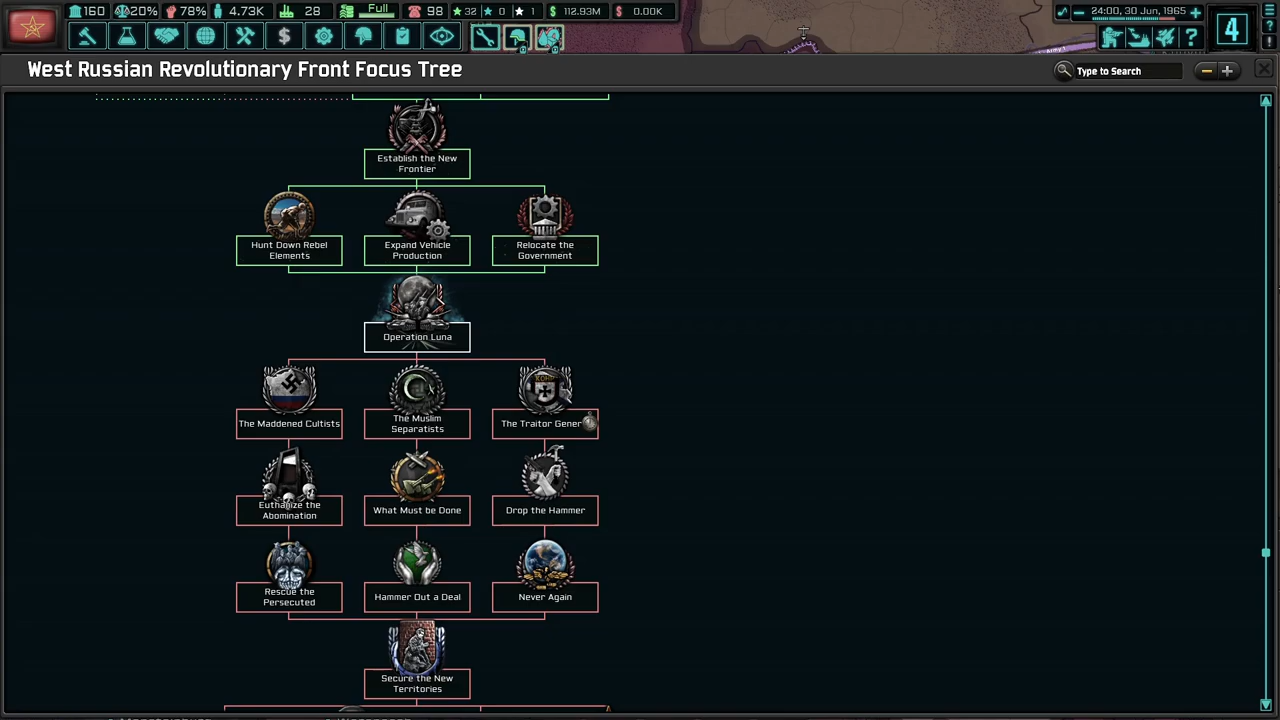 160 20% 78% 4.73K 28 Full 98 32 0 1 $ 112.93M $ 0.00K
24:00, 30 Jun, 1965
4
West Russian Revolutionary Front Focus Tree
Type to Search
Establish the New
Frontier
Hunt Down Rebel
Elements
Expand Vehicle
Production
Relocate the
Government
Operation Luna
The Maddened Cultists
The Muslim
Separatists
The Traitor Gener
Euthanize the
Abomination
What Must be Done
Drop the Hammer
Rescue the
Persecuted
Hammer Out a Deal
Never Again
Secure the New
Territories